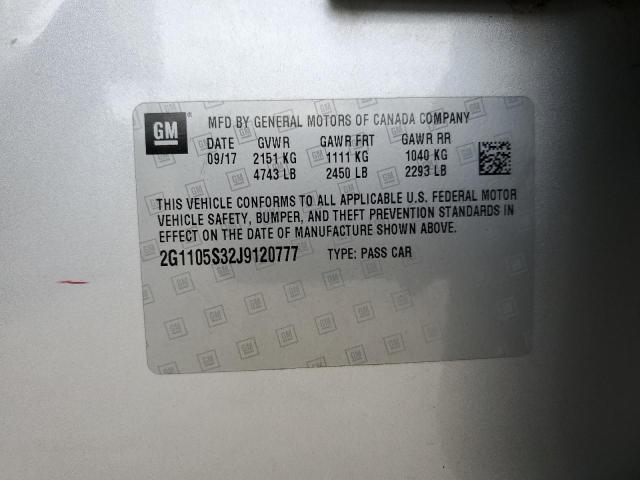 GM
MFD BY GENERAL MOTORS OF CANADA COMPANY
DATE GVWR GAWR FRT GAWR RR
09/17 2151 KG 1111 KG 1040 KG
4743 LB 2450 LB 2293 LB
THIS VEHICLE CONFORMS TO ALL APPLICABLE U.S. FEDERAL MOTOR
VEHICLE SAFETY, BUMPER, AND THEFT PREVENTION STANDARDS IN
EFFECT ON THE DATE OF MANUFACTURE SHOWN ABOVE.
2G1105S32J9120777 TYPE: PASS CAR